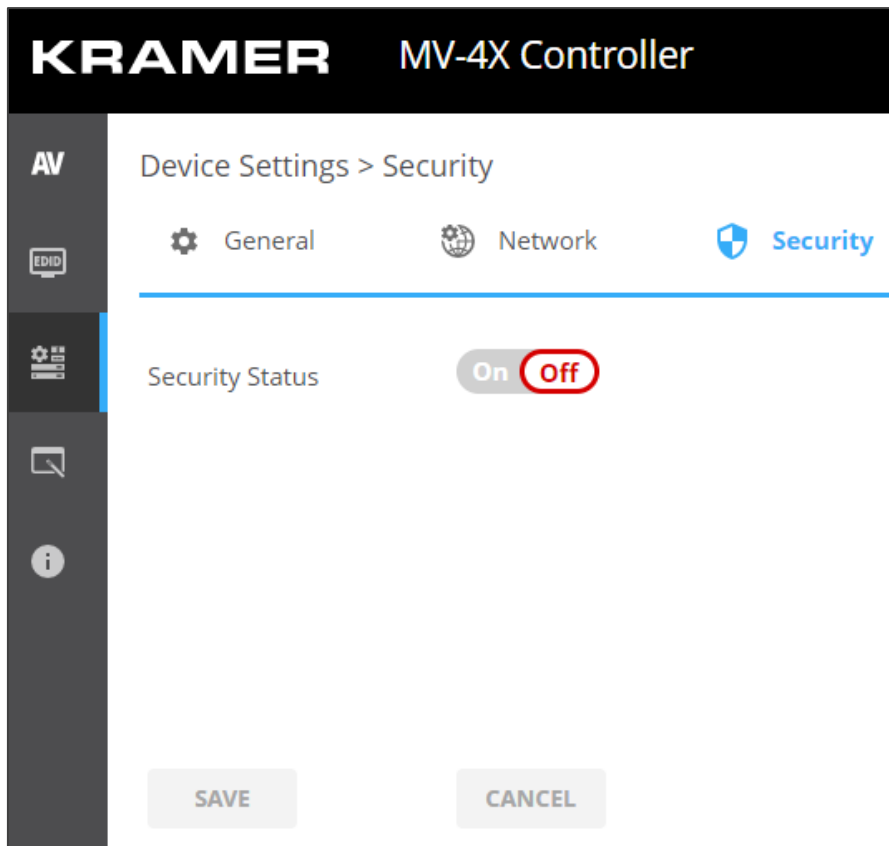 KRAMER MV-4X Controller
AV
Device Settings > Security
General Network Security
EDID
Security Status On Off
i
SAVE CANCEL